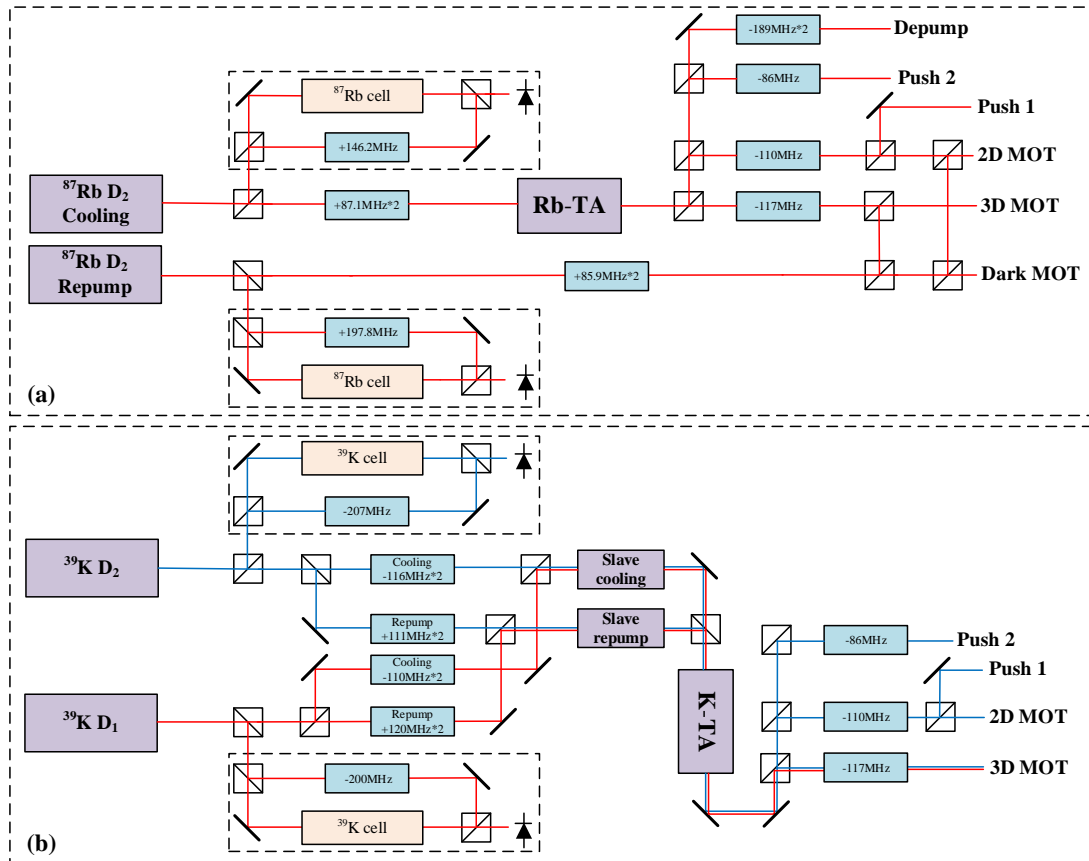 -189MHz*2
Depump
-86MHz
Push 2
⁸⁷Rb cell
Push 1
+146.2MHz
-110MHz
2D MOT
⁸⁷Rb D₂
Cooling
+87.1MHz*2
Rb-TA
-117MHz
3D MOT
⁸⁷Rb D₂
Repump
+85.9MHz*2
Dark MOT
+197.8MHz
⁸⁷Rb cell
(a)
³⁹K cell
-207MHz
³⁹K D₂
Cooling
-116MHz*2
Slave
cooling
Repump
+111MHz*2
Slave
repump
-86MHz
Push 2
Cooling
-110MHz*2
Push 1
³⁹K D₁
Repump
+120MHz*2
K-TA
-110MHz
2D MOT
-117MHz
3D MOT
-200MHz
³⁹K cell
(b)